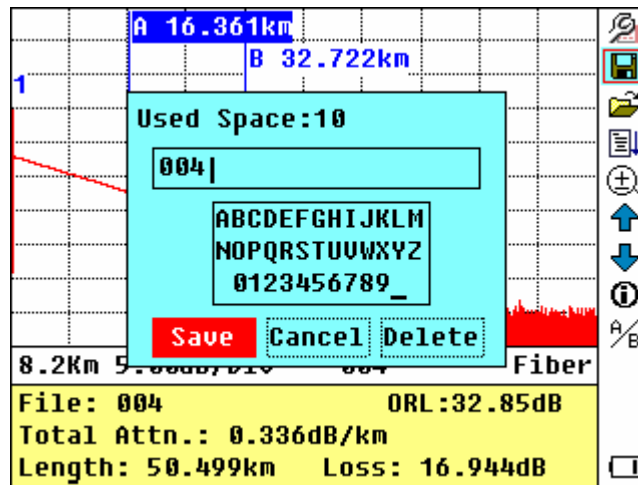 A 16.361km
B 32.722km
1
Used Space:10
004
ABCDEFGHIJKLM
NOPQRSTUVWXYZ
0123456789_
Save Cancel Delete
A/B
8.2Km Fiber
File: 004 ORL:32.85dB
Total Attn.: 0.336dB/km
Length: 50.499km Loss: 16.944dB